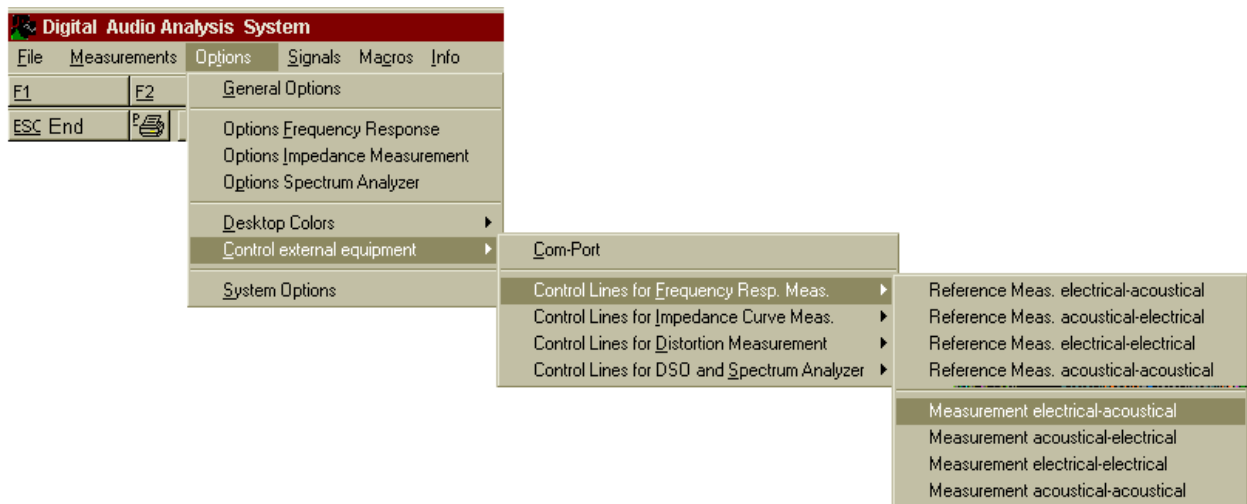 Digital Audio Analysis System
File Measurements Options Signals Macros Info
F1 F2
ESC End P
General Options
Options Frequency Response
Options Impedance Measurement
Options Spectrum Analyzer
Desktop Colors
Control external equipment
System Options
Com-Port
Control Lines for Frequency Resp. Meas.
Control Lines for Impedance Curve Meas.
Control Lines for Distortion Measurement
Control Lines for DSO and Spectrum Analyzer
Reference Meas. electrical-acoustical
Reference Meas. acoustical-electrical
Reference Meas. electrical-electrical
Reference Meas. acoustical-acoustical
Measurement electrical-acoustical
Measurement acoustical-electrical
Measurement electrical-electrical
Measurement acoustical-acoustical